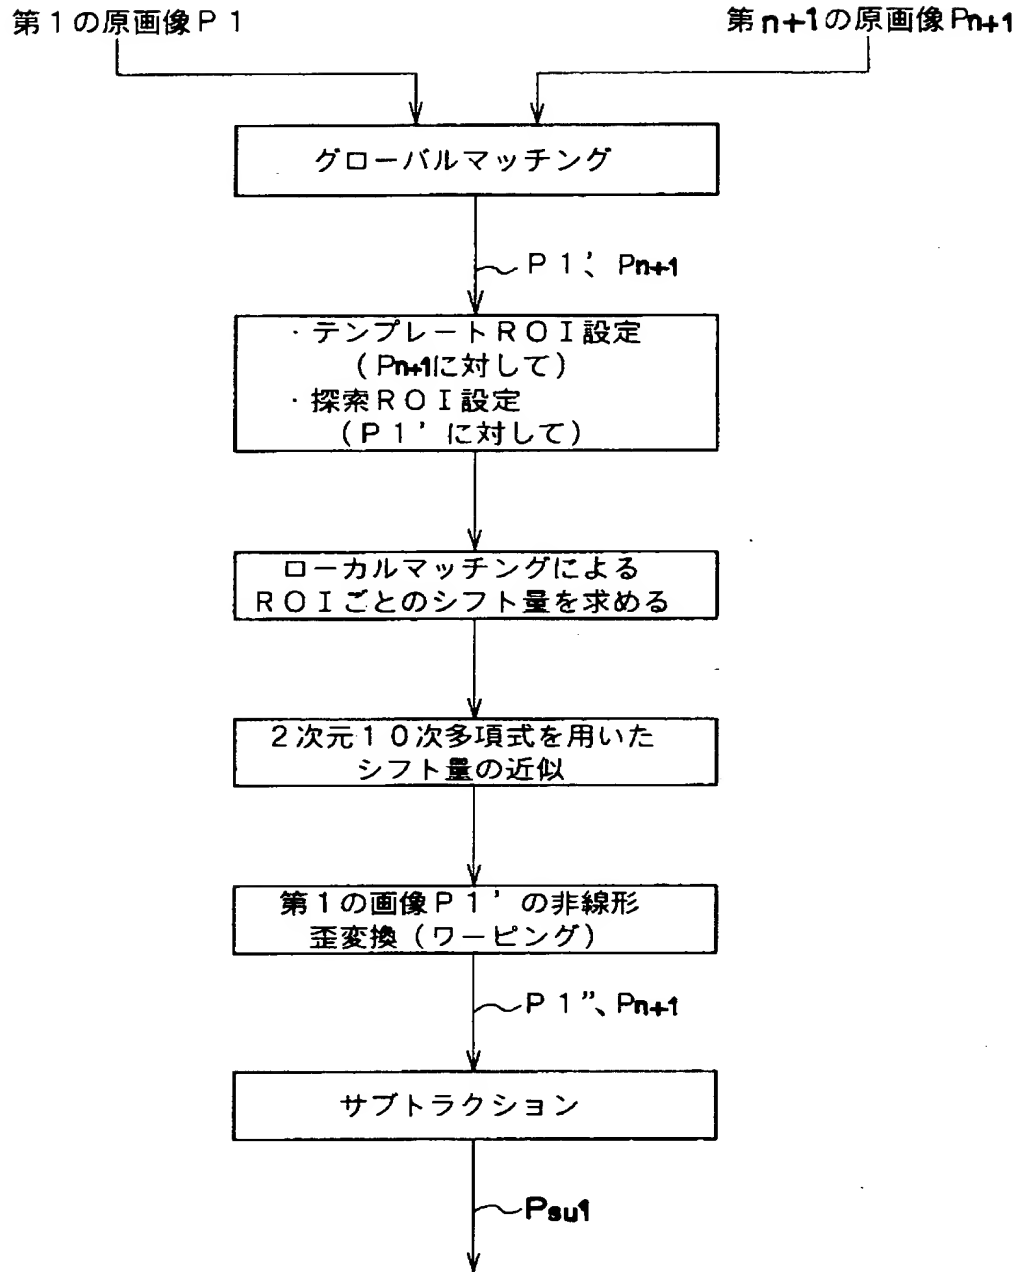 第１の原画像Ｐ１
第n+1の原画像Pn+1
グローバルマッチング
Ｐ１’、Pn+1
・テンプレートＲＯＩ設定
（Pn+1に対して）
・探索ＲＯＩ設定
（Ｐ１’に対して）
ローカルマッチングによる
ＲＯＩごとのシフト量を求める
２次元１０次多項式を用いた
シフト量の近似
第１の画像Ｐ１’の非線形
歪変換（ワーピング）
Ｐ１”、Pn+1
サブトラクション
Psu1